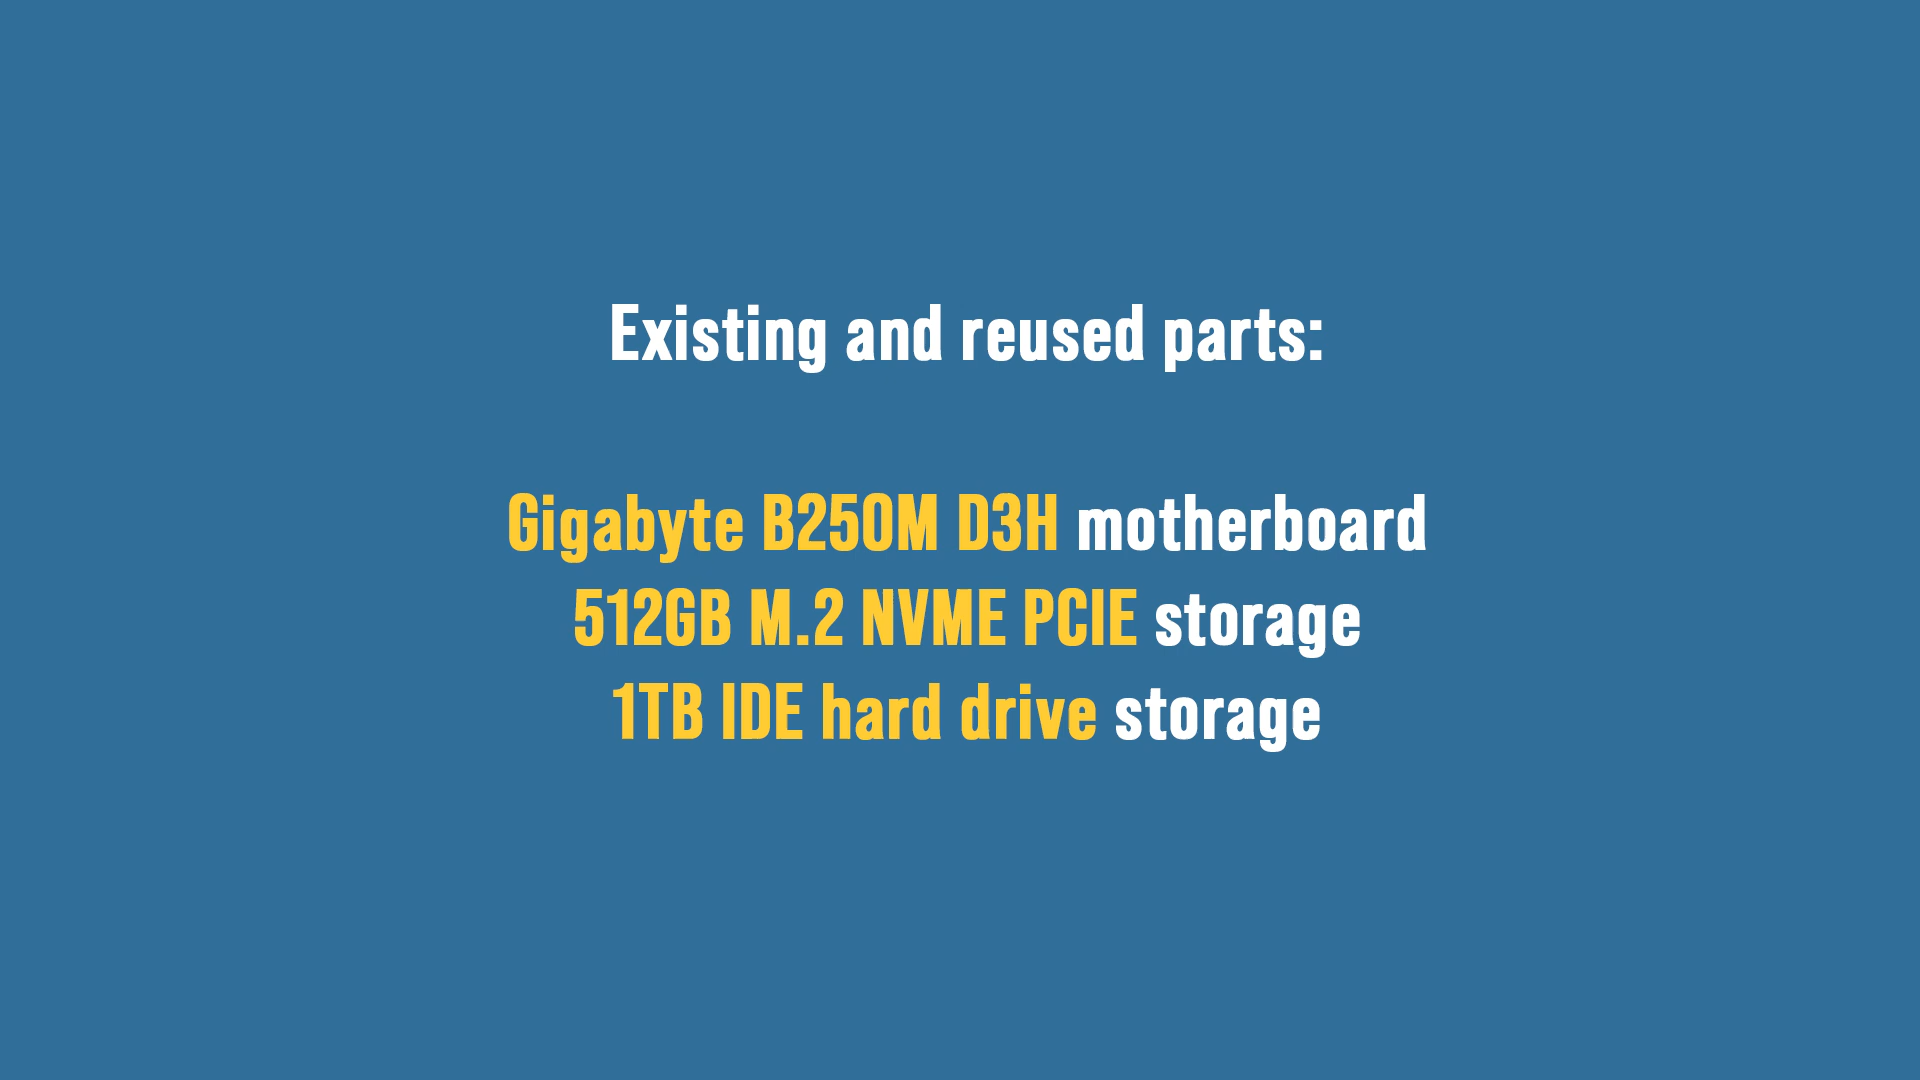 Existing and reused parts:
Gigabyte B250M D3H motherboard
512GB M.2 NVME PCIE storage
1TB IDE hard drive storage